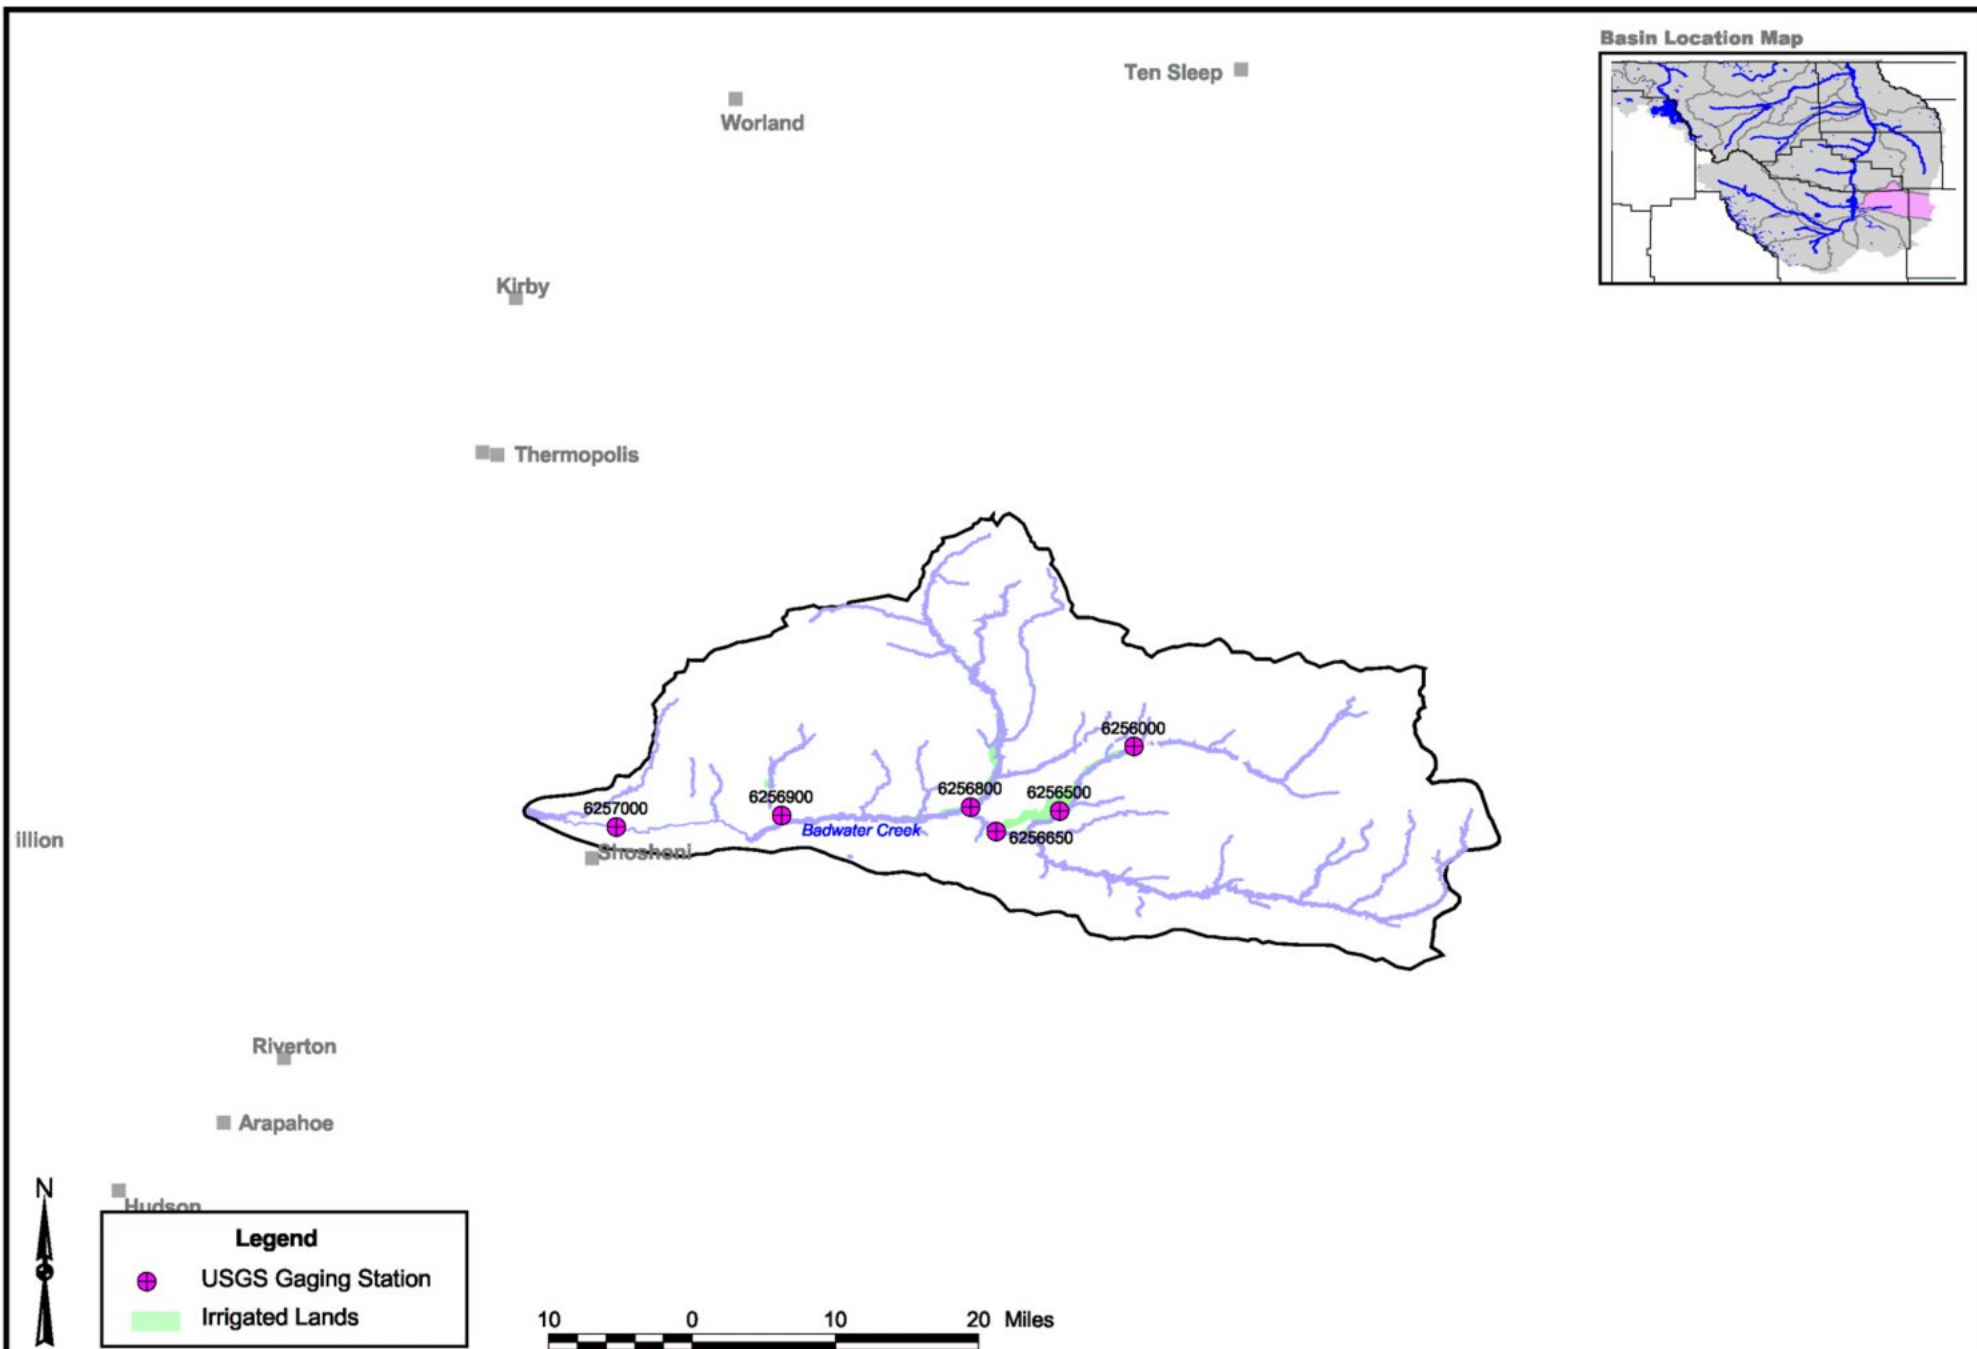 Basin Location Map
Ten Sleep
Worland
Kirby
Thermopolis
6256000
6256800
6256500
6256900
6257000
Badwater Creek
6256650
illion
Shoshoni
Riverton
Arapahoe
Hudson
N
Legend
USGS Gaging Station
Irrigated Lands
10 0 10 20 Miles